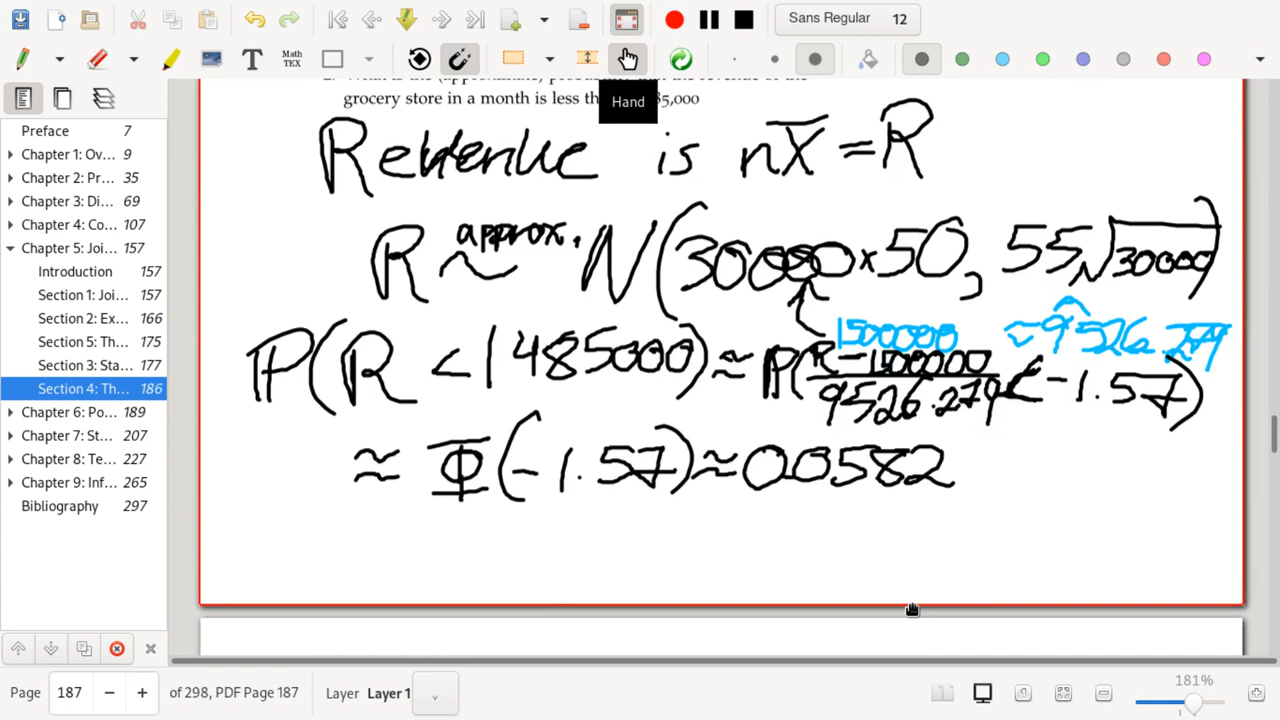 Sans Regular 12
Math
TEX
Preface 7
Chapter 1: Ov... 9
Chapter 2: Pr... 35
Chapter 3: Di... 69
Chapter 4: Co... 107
Chapter 5: Joi... 157
Introduction 157
Section 1: Joi... 157
Section 2: Ex... 166
Section 5: Th... 175
Section 3: Sta... 177
Section 4: Th... 186
Chapter 6: Po... 189
Chapter 7: St... 207
Chapter 8: Te... 227
Chapter 9: Inf... 265
Bibliography 297
grocery store in a month is less th 5,000
Hand
Revenue is nX̅ = R
R approx. ~ N(30000×50, 55√30000)
1500000 ≈9526.279
ℙ(R < 1485000) ≈ ℙ(R−1500000/9526.279 < −1.57)
≈ Φ(−1.57) ≈ 0.0582
Page 187 of 298, PDF Page 187 Layer Layer 1
181%